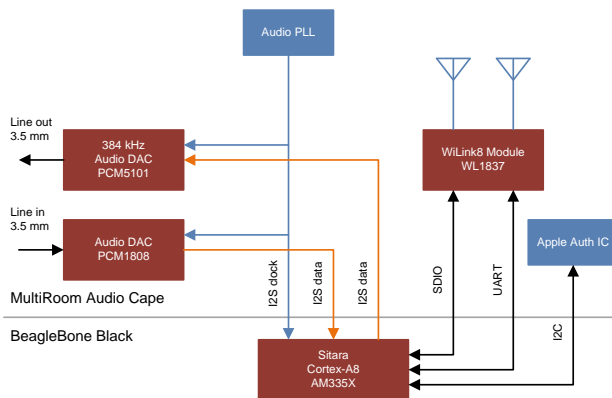 Audio PLL
Line out
3.5 mm
384 kHz
Audio DAC
PCM5101
WiLink8 Module
WL1837
Line in
3.5 mm
Audio DAC
PCM1808
Apple Auth IC
I2S clock
I2S data
I2S data
SDIO
UART
I2C
MultiRoom Audio Cape
BeagleBone Black
Sitara
Cortex-A8
AM335X